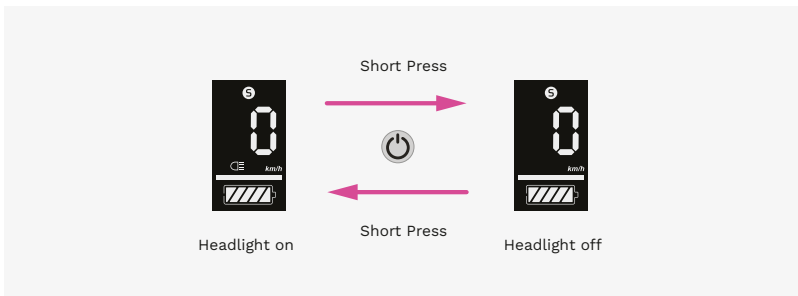 Short Press
S
0
km/h
S
0
km/h
Short Press
Headlight on
Headlight off